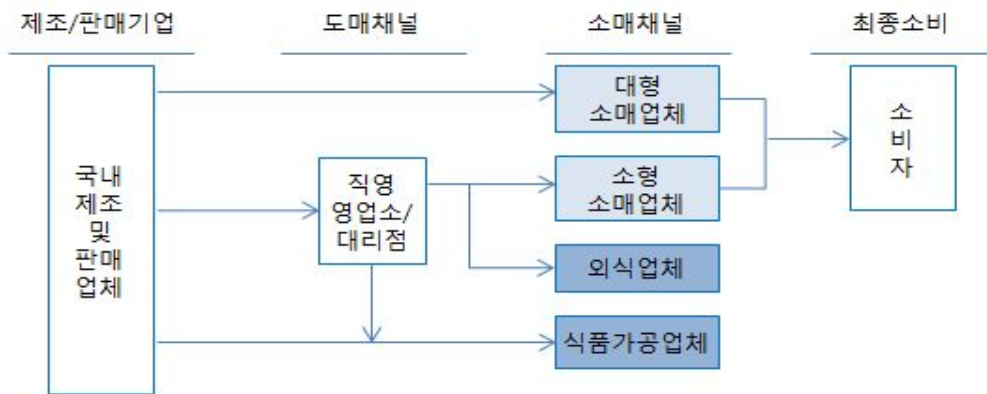 제조/판매기업
도매채널
소매채널
최종소비
국내
제조
및
판매
업체
직영
영업소/
대리점
대형
소매업체
소형
소매업체
외식업체
식품가공업체
소
비
자